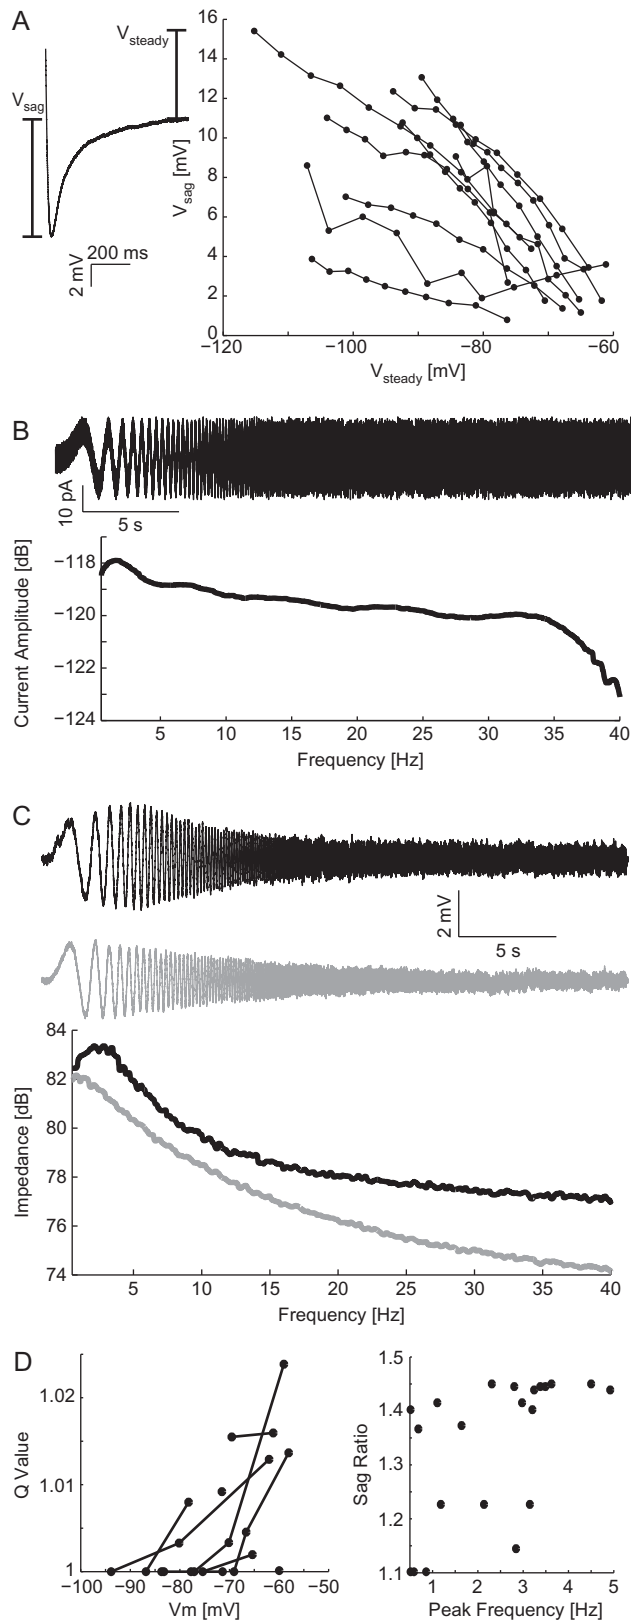 A
V_steady
V_sag
2 mV
200 ms
V_sag [mV]
16
14
12
10
8
6
4
2
0
−120
−100
−80
−60
V_steady [mV]
B
10 pA
5 s
Current Amplitude [dB]
−118
−120
−122
−124
5
10
15
20
25
30
35
40
Frequency [Hz]
C
2 mV
5 s
Impedance [dB]
84
82
80
78
76
74
5
10
15
20
25
30
35
40
Frequency [Hz]
D
Q Value
1.02
1.01
1
−100
−90
−80
−70
−60
−50
Vm [mV]
Sag Ratio
1.5
1.4
1.3
1.2
1.1
1
2
3
4
5
Peak Frequency [Hz]